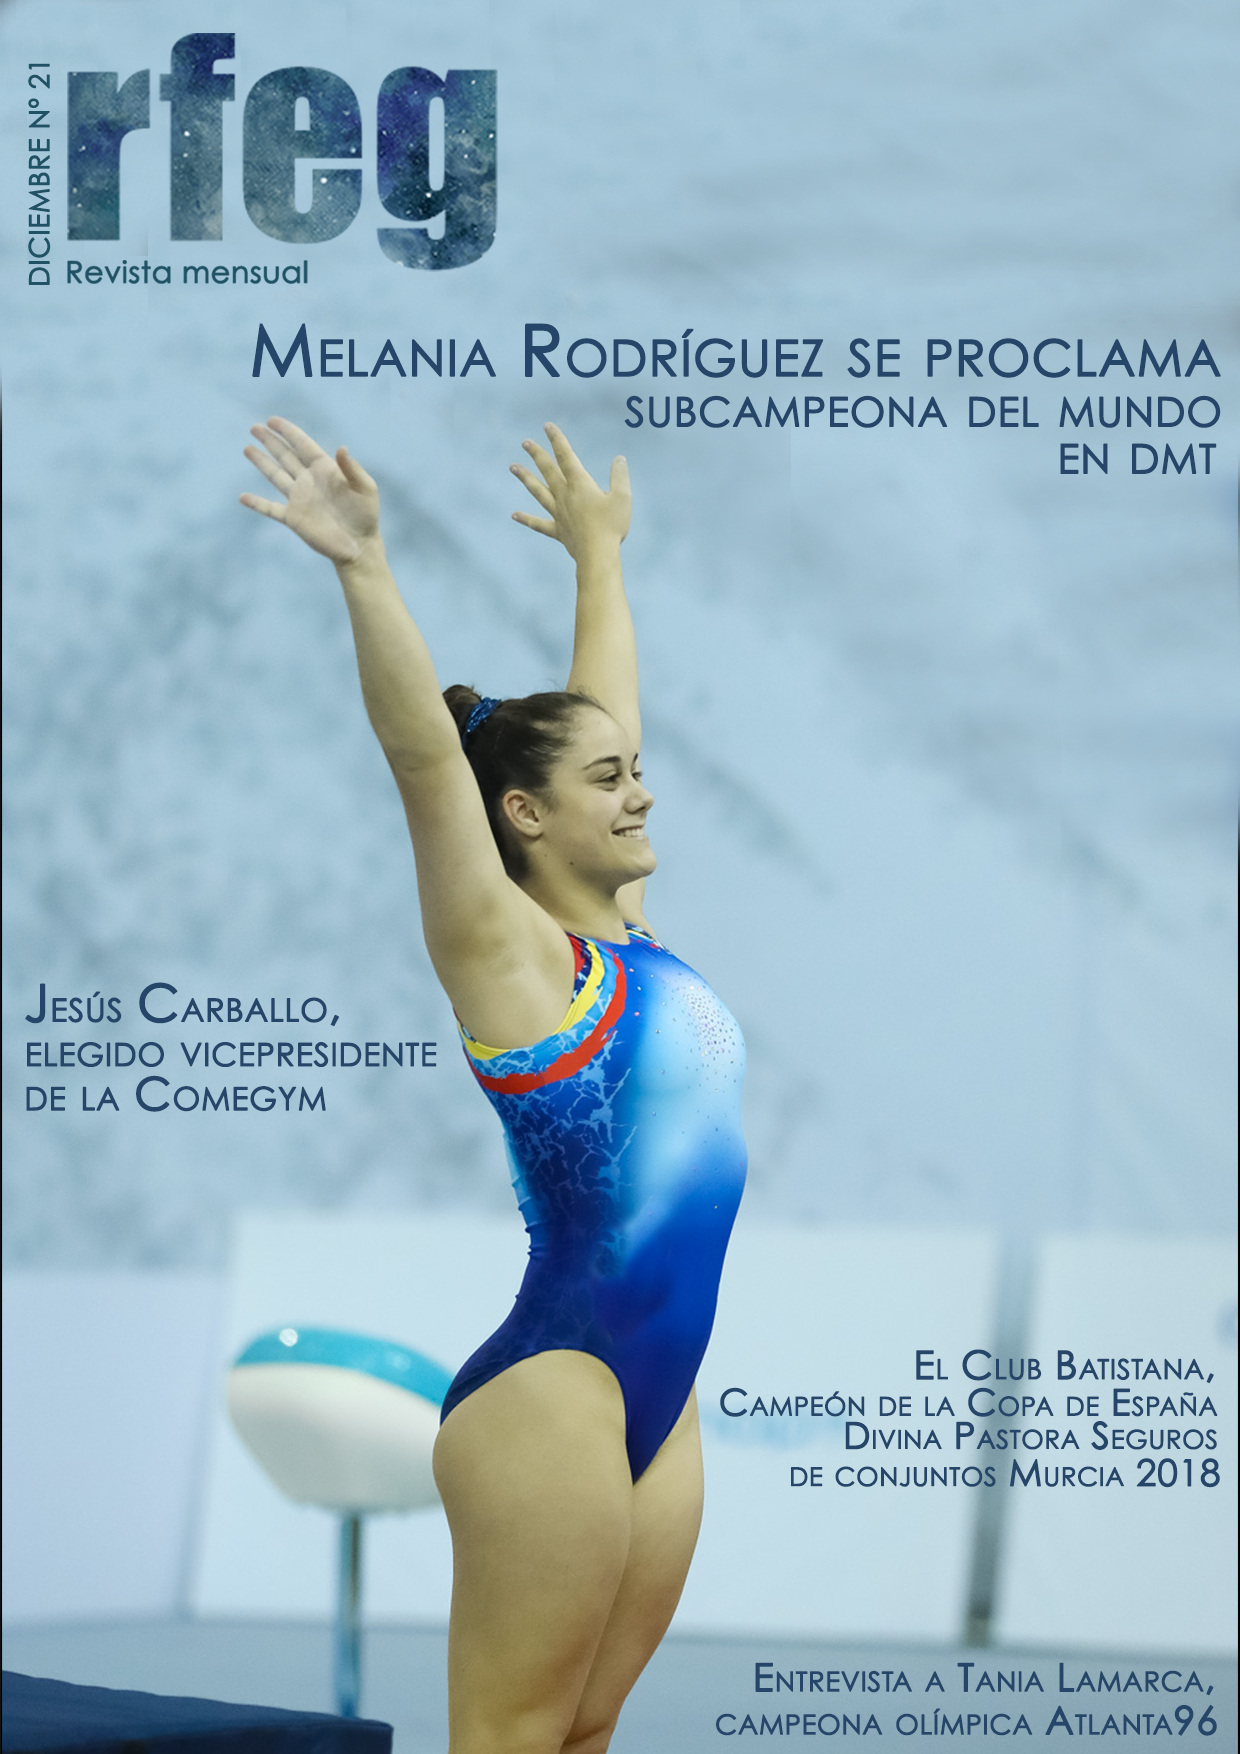 DICIEMBRE Nº 21
rfeg
Revista mensual
MELANIA RODRÍGUEZ SE PROCLAMA
SUBCAMPEONA DEL MUNDO
EN DMT
JESÚS CARBALLO,
ELEGIDO VICEPRESIDENTE
DE LA COMEGYM
EL CLUB BATISTANA,
CAMPEÓN DE LA COPA DE ESPAÑA
DIVINA PASTORA SEGUROS
DE CONJUNTOS MURCIA 2018
ENTREVISTA A TANIA LAMARCA,
CAMPEONA OLÍMPICA ATLANTA96